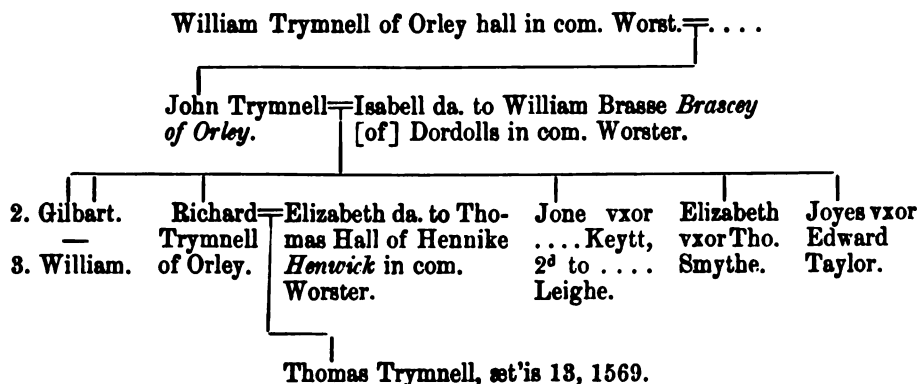 William Trymnell of Orley hall in com. Worst.=. . . .
John Trymnell=Isabell da. to William Brasse Brascey
of Orley. [of] Dordolls in com. Worster.
2. Gilbart.
—
3. William.
Richard=Elizabeth da. to Tho-
Trymnell mas Hall of Hennike
of Orley. Henwick in com.
Worster.
Jone vxor
. . . . Keytt,
2d to . . . .
Leighe.
Elizabeth
vxor Tho.
Smythe.
Joyes vxor
Edward
Taylor.
Thomas Trymnell, æt'is 13, 1569.